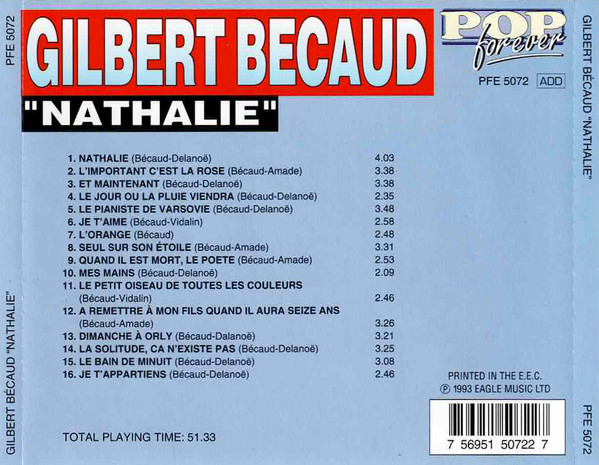 PFE 5072
GILBERT BECAUD
"NATHALIE"
POP
forever
PFE 5072 ADD
1. NATHALIE (Bécaud-Delanoë) 4.03
2. L'IMPORTANT C'EST LA ROSE (Bécaud-Amade) 3.38
3. ET MAINTENANT (Bécaud-Delanoë) 3.38
4. LE JOUR OU LA PLUIE VIENDRA (Bécaud-Delanoë) 2.35
5. LE PIANISTE DE VARSOVIE (Bécaud-Delanoë) 3.48
6. JE T'AIME (Bécaud-Vidalin) 2.58
7. L'ORANGE (Bécaud) 2.48
8. SEUL SUR SON ÉTOILE (Bécaud-Amade) 3.31
9. QUAND IL EST MORT, LE POETE (Bécaud-Amade) 2.53
10. MES MAINS (Bécaud-Delanoë) 2.09
11. LE PETIT OISEAU DE TOUTES LES COULEURS
(Bécaud-Vidalin) 2.46
12. A REMETTRE À MON FILS QUAND IL AURA SEIZE ANS
(Bécaud-Amade) 3.26
13. DIMANCHE À ORLY (Bécaud-Dalanoë) 3.21
14. LA SOLITUDE, CA N'EXISTE PAS (Bécaud-Delanoë) 3.25
15. LE BAIN DE MINUIT (Bécaud-Delanoë) 3.08
16. JE T'APPARTIENS (Bécaud-Delanoë) 2.46
TOTAL PLAYING TIME: 51.33
PRINTED IN THE E.E.C.
℗ 1993 EAGLE MUSIC LTD
7 56951 50722 7
GILBERT BÉCAUD "NATHALIE"
GILBERT BÉCAUD "NATHALIE"
PFE 5072